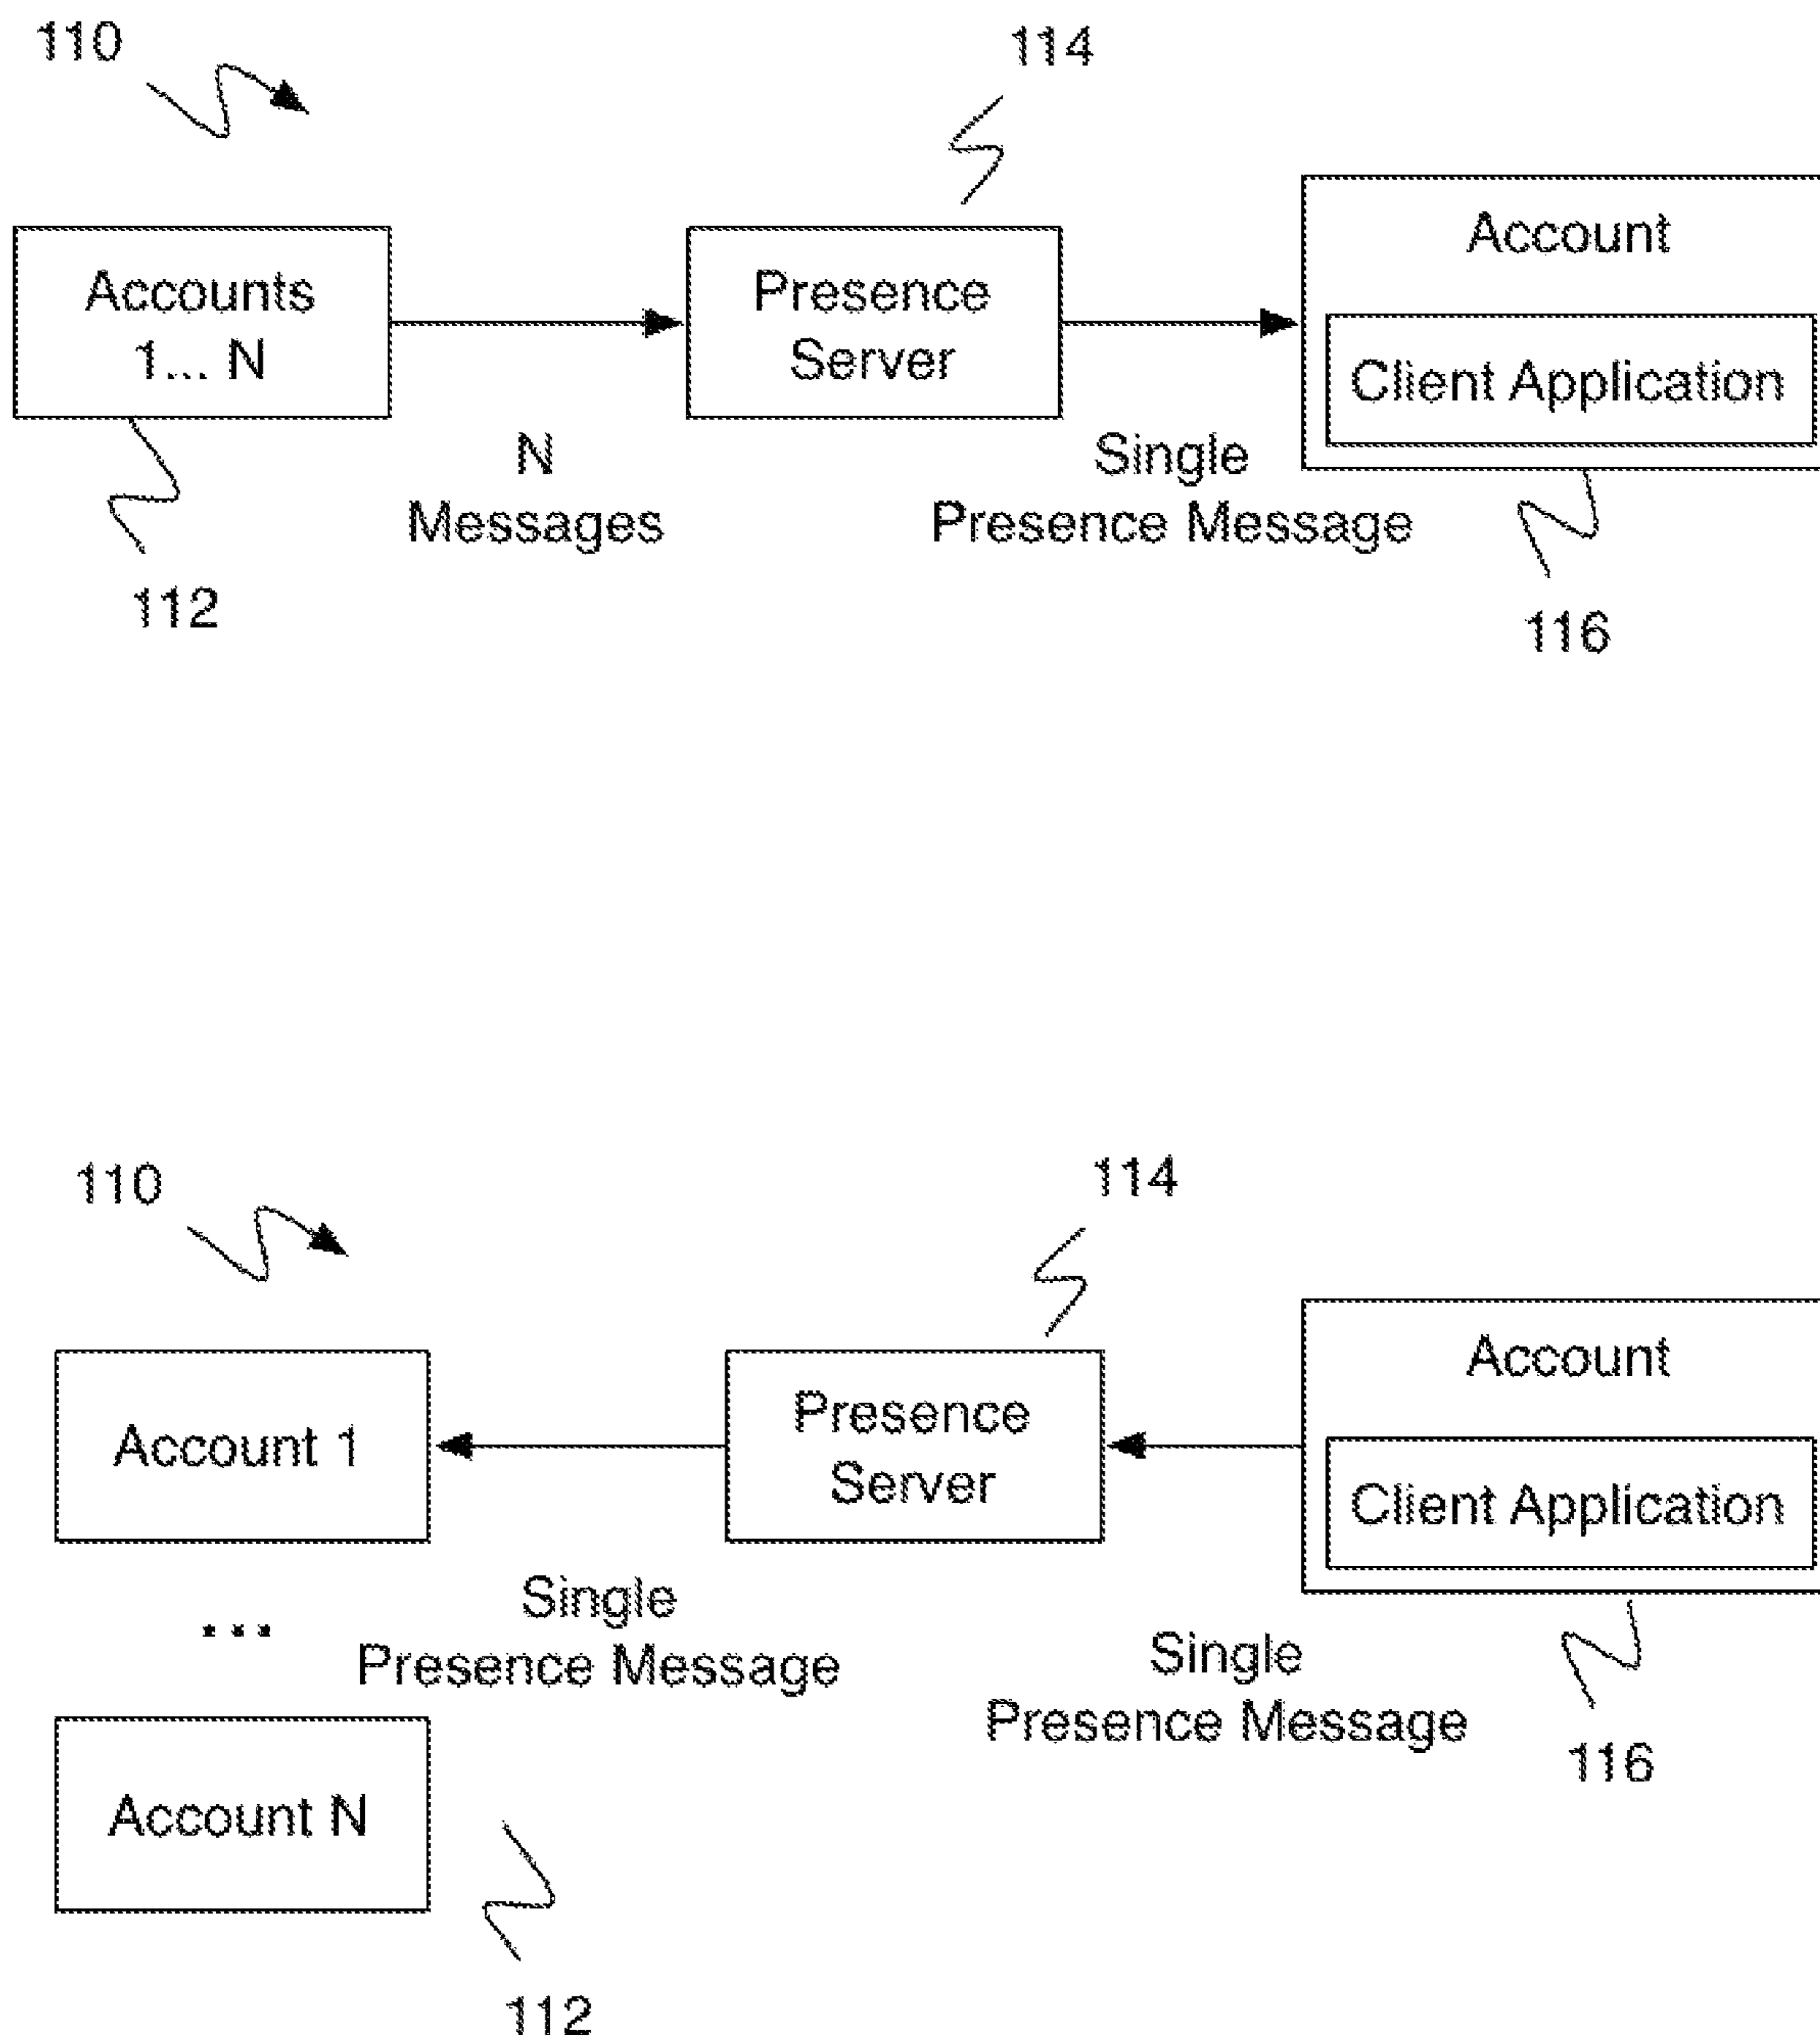 110
114
Accounts
1... N
Presence
Server
Account
Client Application
N
Messages
Single
Presence Message
112
116
110
114
Account 1
Presence
Server
Account
Client Application
...
Single
Presence Message
Single
Presence Message
Account N
116
112